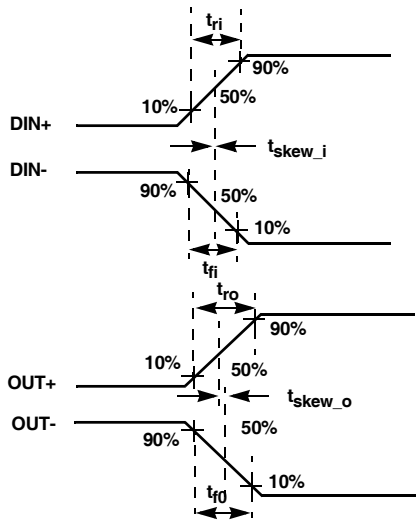 tri
90%
10%
50%
DIN+
tskew_i
DIN-
90%
50%
10%
tfi
tro
90%
10%
50%
OUT+
tskew_o
OUT-
50%
90%
10%
tf0